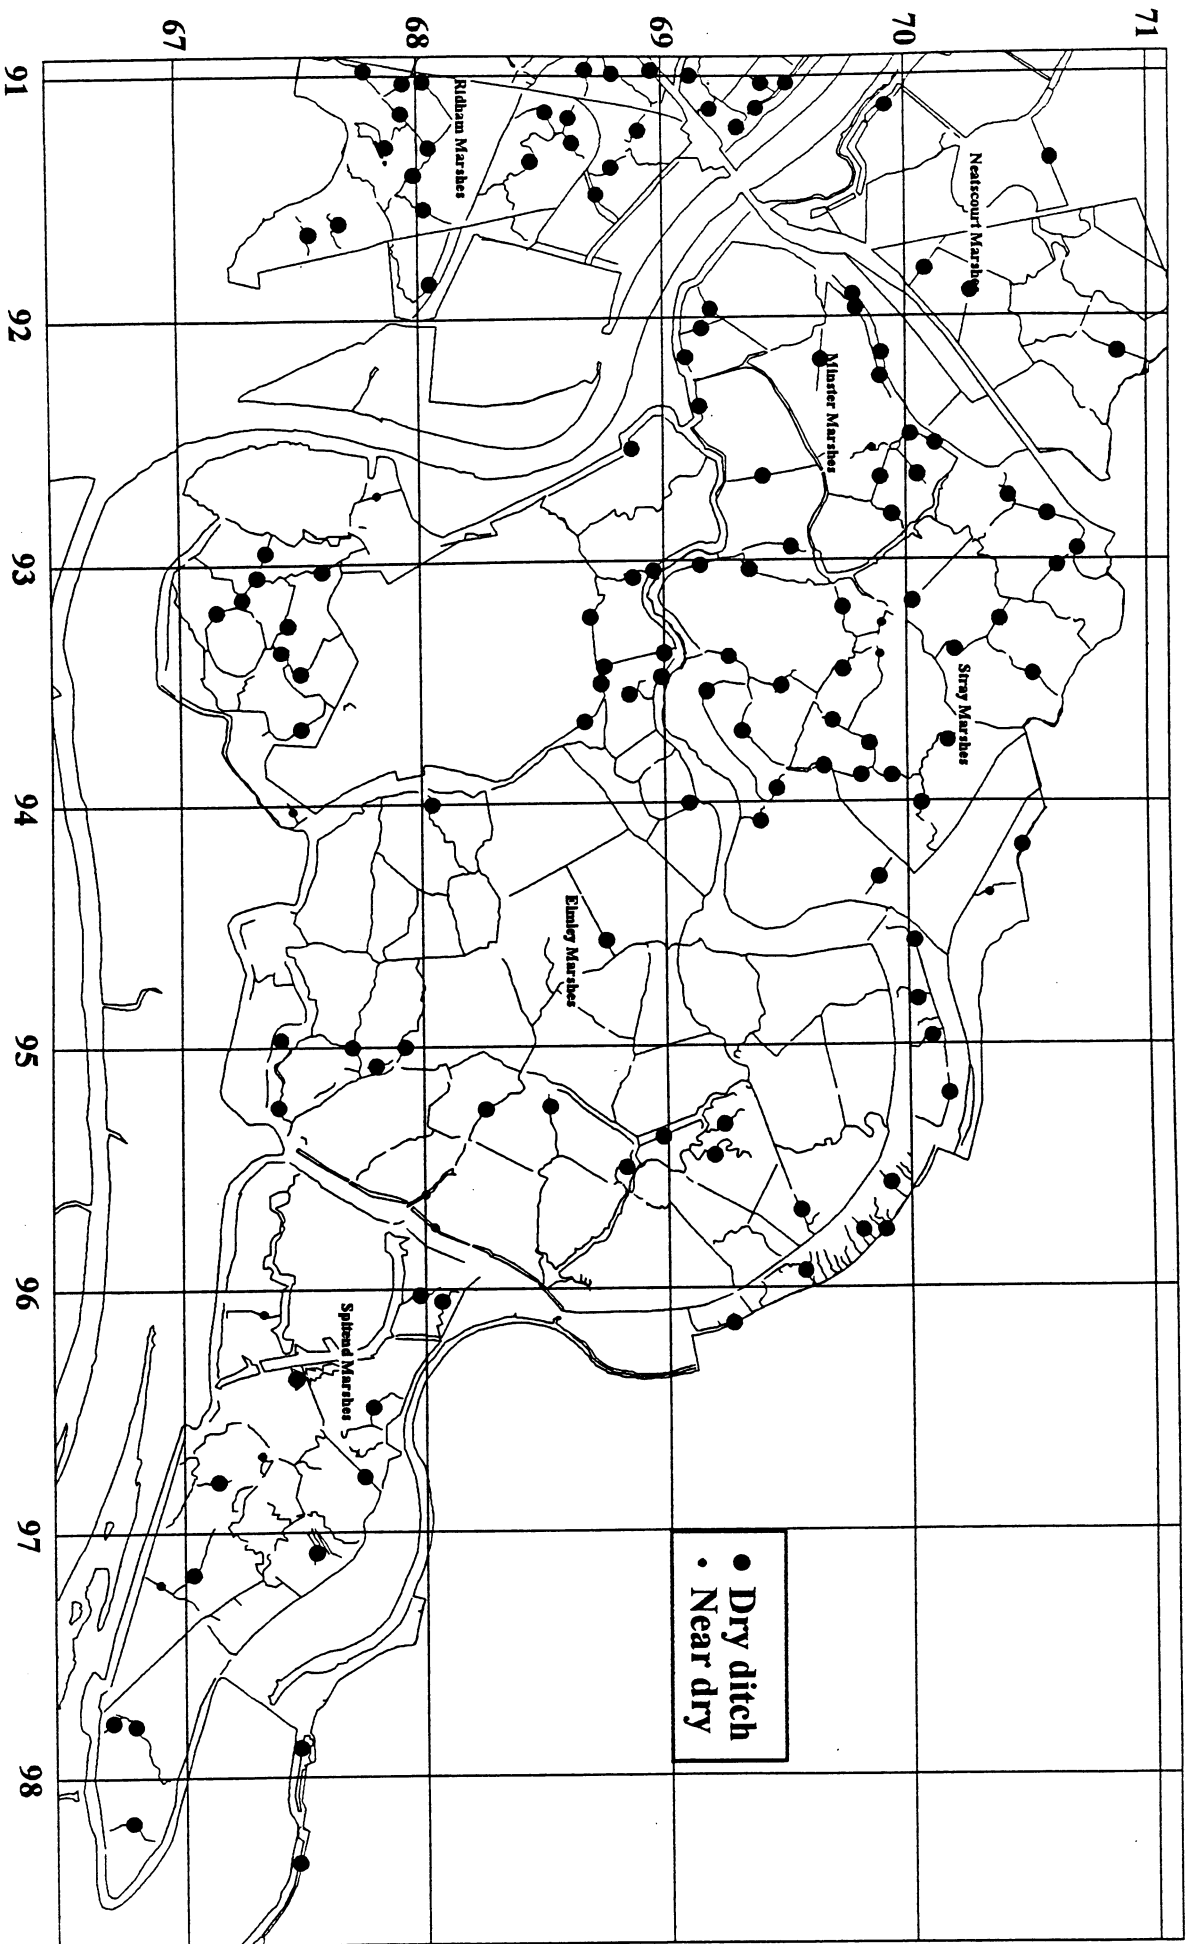 71
70
69
68
67
91
92
93
94
95
96
97
98
Neatscourt Marshes
Ridham Marshes
Minster Marshes
Stray Marshes
Elmley Marshes
Spitend Marshes
Dry ditch
Near dry